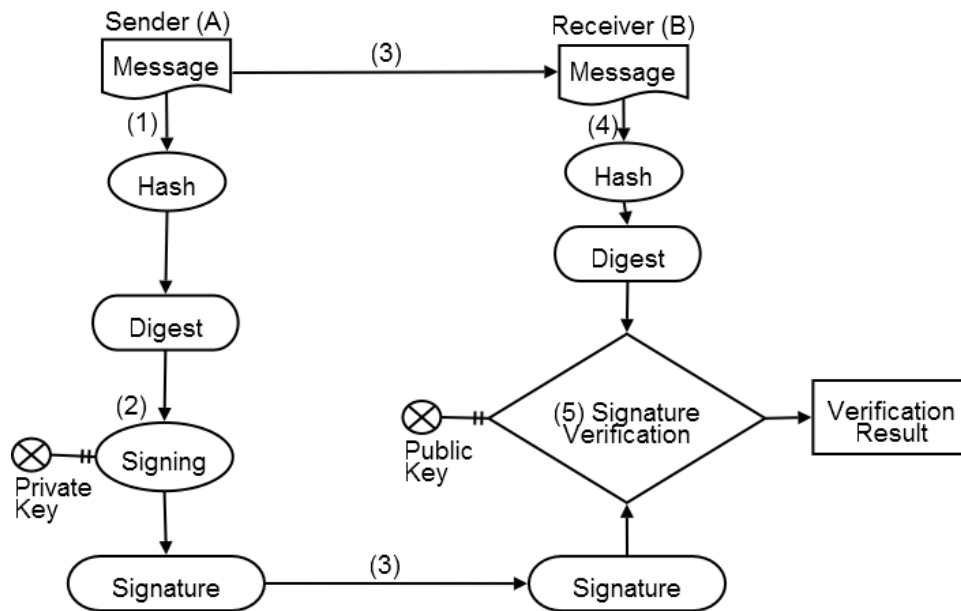 Sender (A)
Receiver (B)
Message
(3)
Message
(1)
(4)
Hash
Hash
Digest
Digest
(2)
Signing
Private
Key
(5) Signature
Verification
Public
Key
Verification
Result
Signature
(3)
Signature